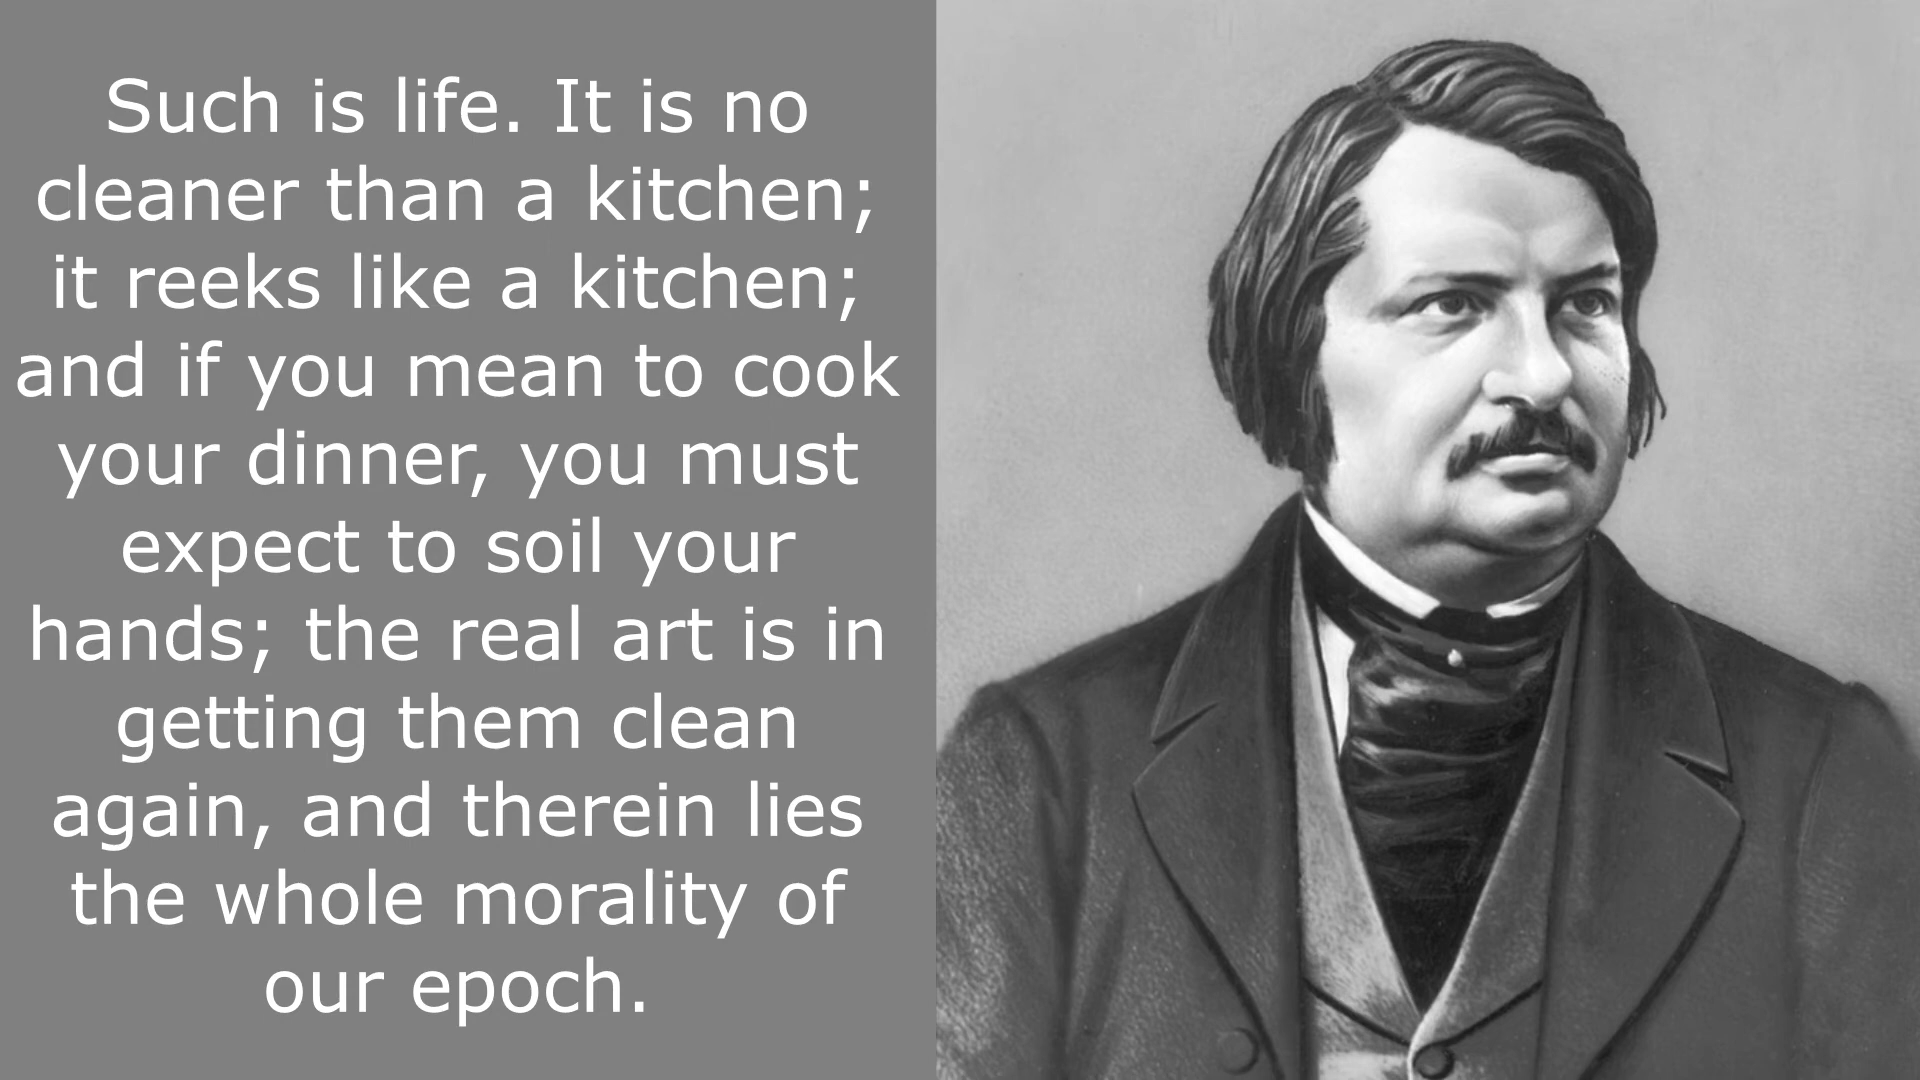 Such is life. It is no
cleaner than a kitchen;
it reeks like a kitchen;
and if you mean to cook
your dinner, you must
expect to soil your
hands; the real art is in
getting them clean
again, and therein lies
the whole morality of
our epoch.